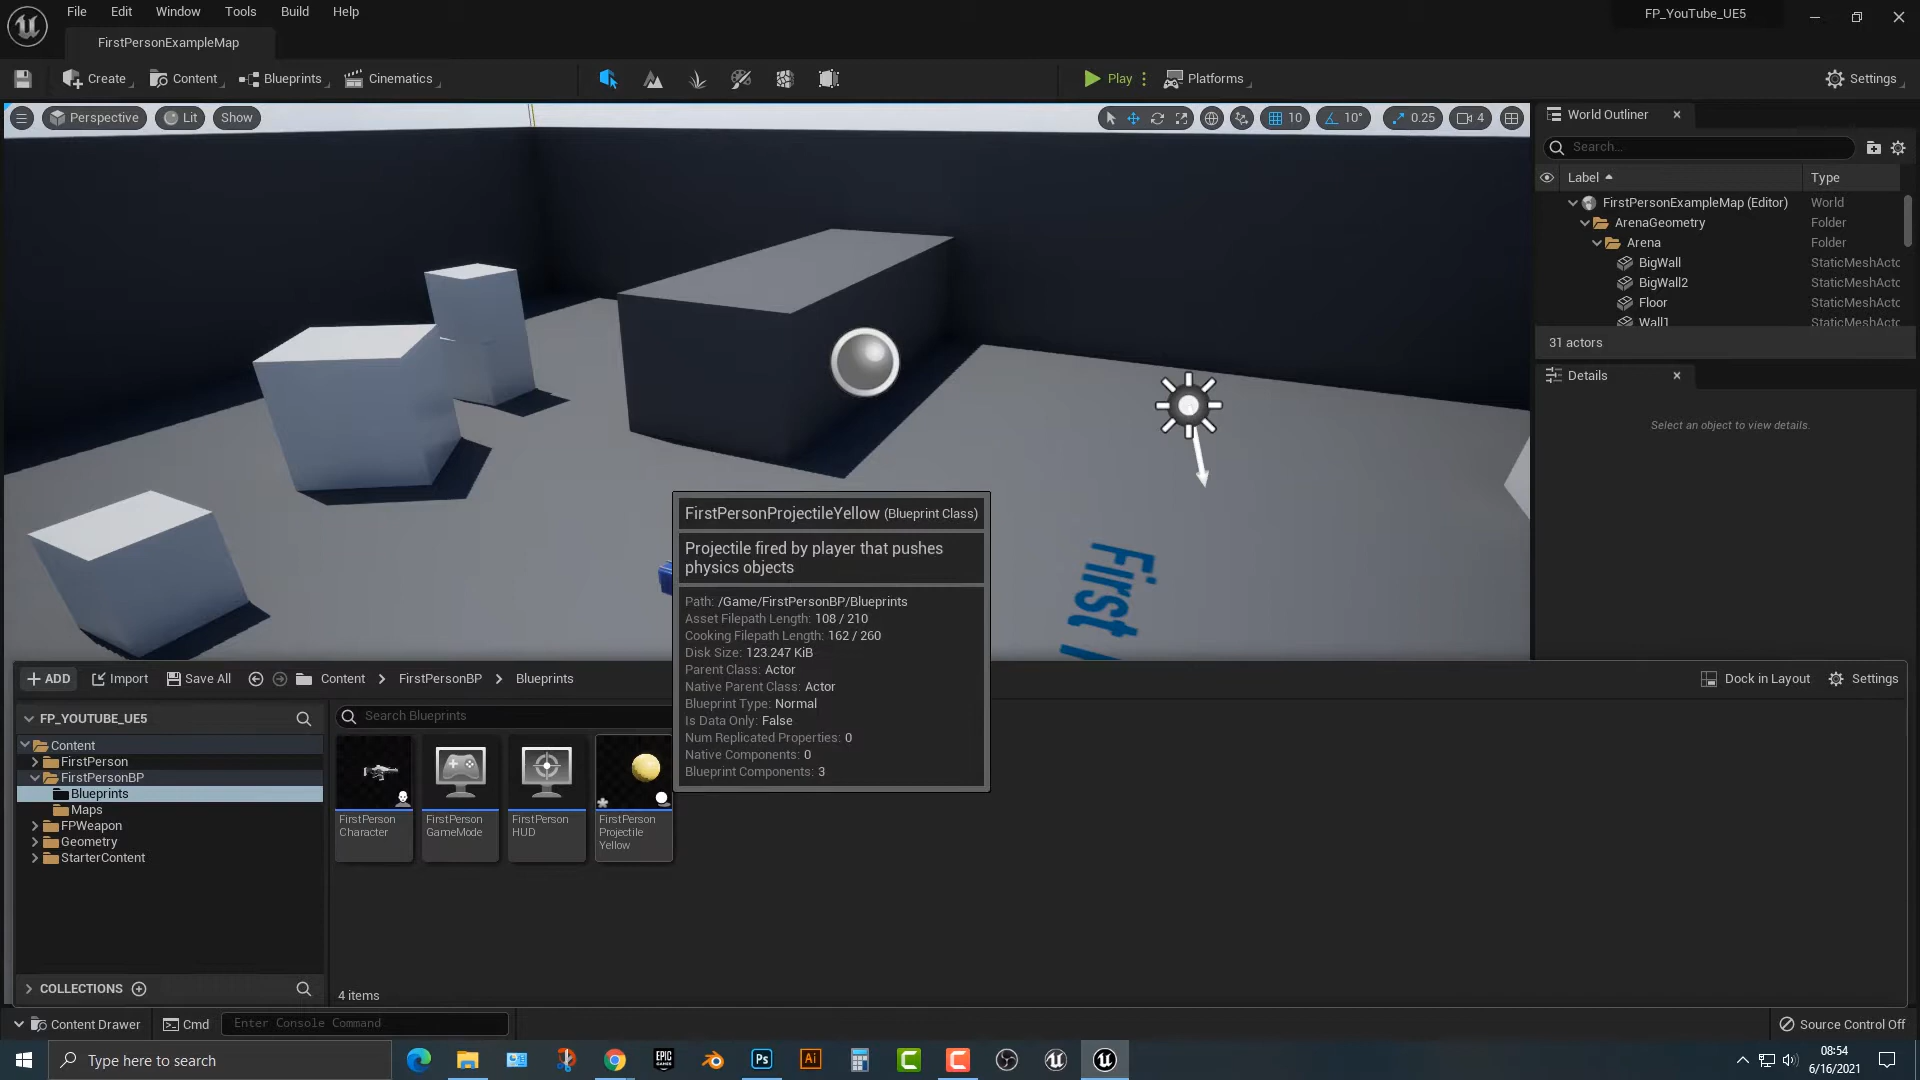 File Edit Window Tools Build Help
FP_YouTube_UE5
FirstPersonExampleMap
Create Content Blueprints Cinematics
Play Platforms Settings
Perspective Lit Show
10 10° 0.25 4
World Outliner
Search...
Label Type
FirstPersonExampleMap (Editor) World
ArenaGeometry Folder
Arena Folder
BigWall StaticMeshActo
BigWall2 StaticMeshActo
Floor StaticMeshActo
Wall1 StaticMeshActo
31 actors
Details
Select an object to view details.
First
FirstPersonProjectileYellow (Blueprint Class)
Projectile fired by player that pushes
physics objects
Path: /Game/FirstPersonBP/Blueprints
Asset Filepath Length: 108 / 210
Cooking Filepath Length: 162 / 260
Disk Size: 123.247 KiB
Parent Class: Actor
Native Parent Class: Actor
Blueprint Type: Normal
Is Data Only: False
Num Replicated Properties: 0
Native Components: 0
Blueprint Components: 3
ADD Import Save All Content FirstPersonBP Blueprints
Dock in Layout Settings
FP_YOUTUBE_UE5
Search Blueprints
Content
FirstPerson
FirstPersonBP
Blueprints
Maps
FPWeapon
Geometry
StarterContent
FirstPerson
Character
FirstPerson
GameMode
FirstPerson
HUD
FirstPerson
Projectile
Yellow
COLLECTIONS
4 items
Content Drawer Cmd Enter Console Command
Source Control Off
Type here to search
EPIC
GAMES
Ps
Ai
08:54
6/16/2021